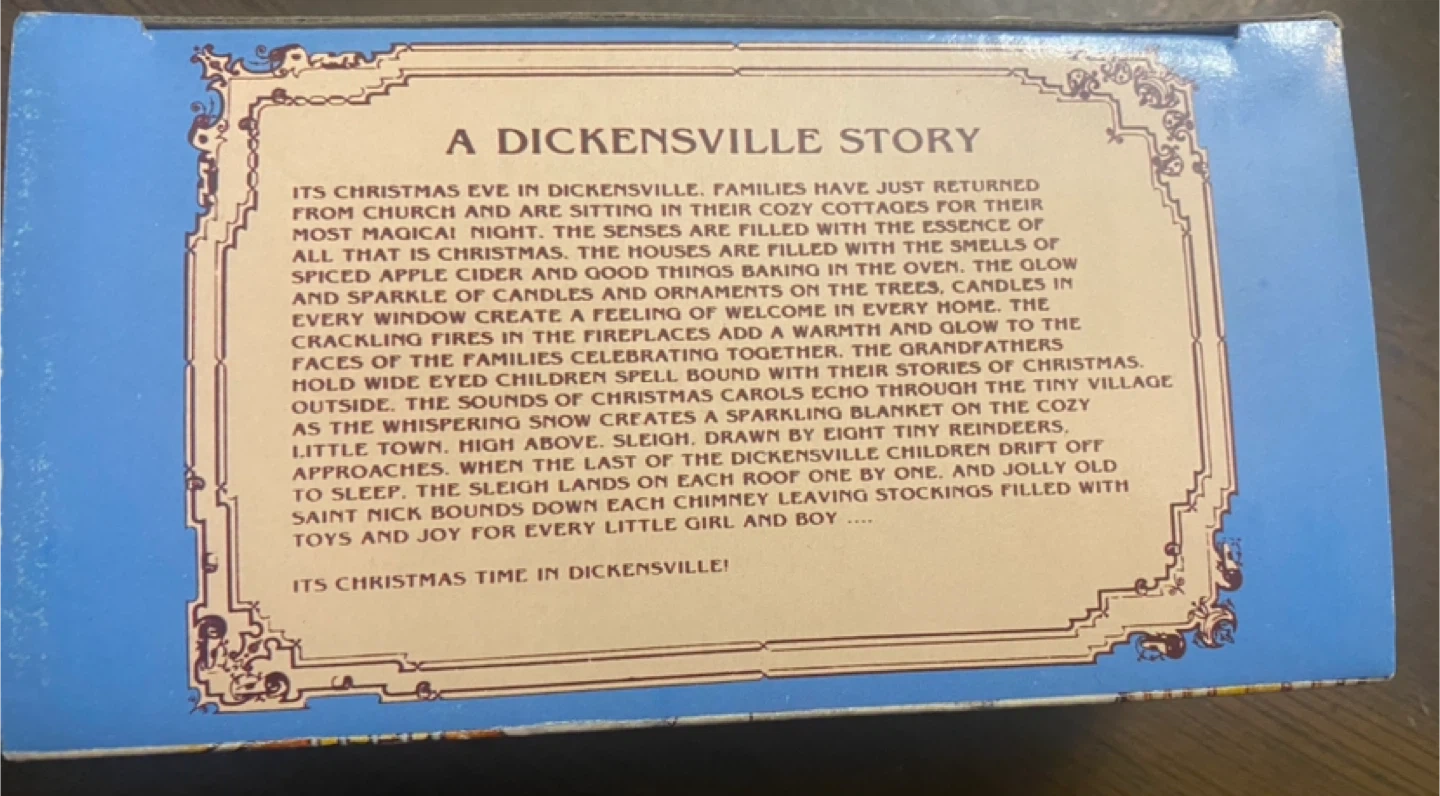 A DICKENSVILLE STORY
ITS CHRISTMAS EVE IN DICKENSVILLE. FAMILIES HAVE JUST RETURNED
FROM CHURCH AND ARE SITTING IN THEIR COZY COTTAGES FOR THEIR
MOST MAGICAL NIGHT. THE SENSES ARE FILLED WITH THE ESSENCE OF
ALL THAT IS CHRISTMAS. THE HOUSES ARE FILLED WITH THE SMELLS OF
SPICED APPLE CIDER AND GOOD THINGS BAKING IN THE OVEN. THE GLOW
AND SPARKLE OF CANDLES AND ORNAMENTS ON THE TREES, CANDLES IN
EVERY WINDOW CREATE A FEELING OF WELCOME IN EVERY HOME. THE
CRACKLING FIRES IN THE FIREPLACES ADD A WARMTH AND GLOW TO THE
FACES OF THE FAMILIES CELEBRATING TOGETHER. THE GRANDFATHERS
HOLD WIDE EYED CHILDREN SPELL BOUND WITH THEIR STORIES OF CHRISTMAS.
OUTSIDE, THE SOUNDS OF CHRISTMAS CAROLS ECHO THROUGH THE TINY VILLAGE
AS THE WHISPERING SNOW CREATES A SPARKLING BLANKET ON THE COZY
LITTLE TOWN. HIGH ABOVE, SLEIGH, DRAWN BY EIGHT TINY REINDEERS,
APPROACHES. WHEN THE LAST OF THE DICKENSVILLE CHILDREN DRIFT OFF
TO SLEEP, THE SLEIGH LANDS ON EACH ROOF ONE BY ONE, AND JOLLY OLD
SAINT NICK BOUNDS DOWN EACH CHIMNEY LEAVING STOCKINGS FILLED WITH
TOYS AND JOY FOR EVERY LITTLE GIRL AND BOY ....
ITS CHRISTMAS TIME IN DICKENSVILLE!